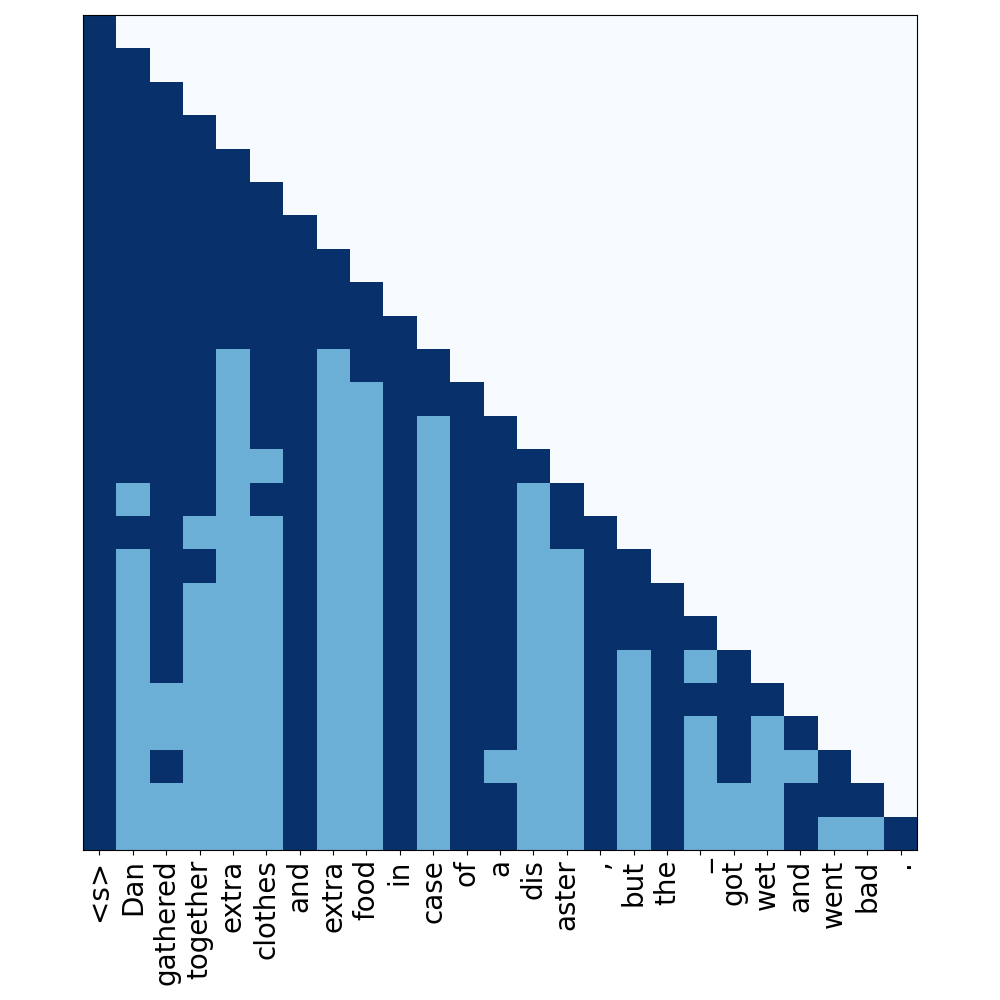 <s> Dan gathered together extra clothes and extra food in case of a dis aster , but the _ got wet and went bad .